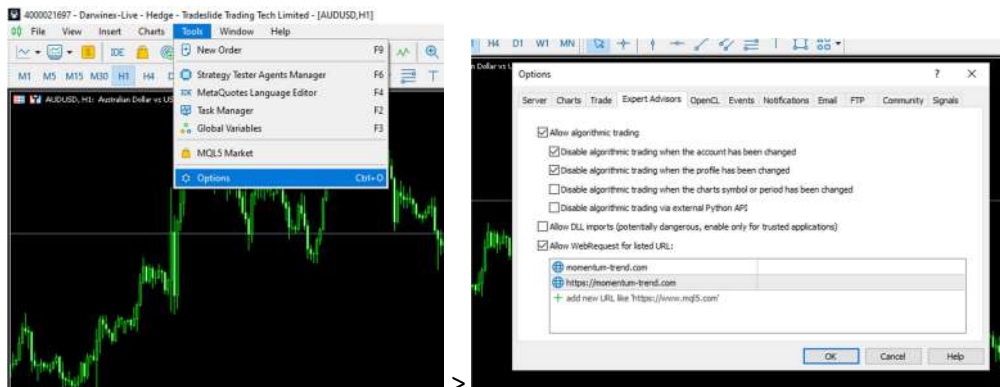 4000021697 - Darwinex-Live - Hedge - Tradeslide Trading Tech Limited - [AUDUSD,H1]
File View Insert Charts Tools Window Help
IDE
M1 M5 M15 M30 H1 H4
AUDUSD, H1: Australian Dollar vs US
New Order F9
Strategy Tester Agents Manager F6
IDE MetaQuotes Language Editor F4
Task Manager F2
Global Variables F3
MQL5 Market
Options Ctrl+O
>
H4 D1 W1 MN
Dollar vs
Options ? X
Server Charts Trade Expert Advisors OpenCL Events Notifications Email FTP Community Signals
Allow algorithmic trading
Disable algorithmic trading when the account has been changed
Disable algorithmic trading when the profile has been changed
Disable algorithmic trading when the charts symbol or period has been changed
Disable algorithmic trading via external Python API
Allow DLL imports (potentially dangerous, enable only for trusted applications)
Allow WebRequest for listed URL:
momentum-trend.com
https://momentum-trend.com
+ add new URL like 'https://www.mql5.com'
OK Cancel Help